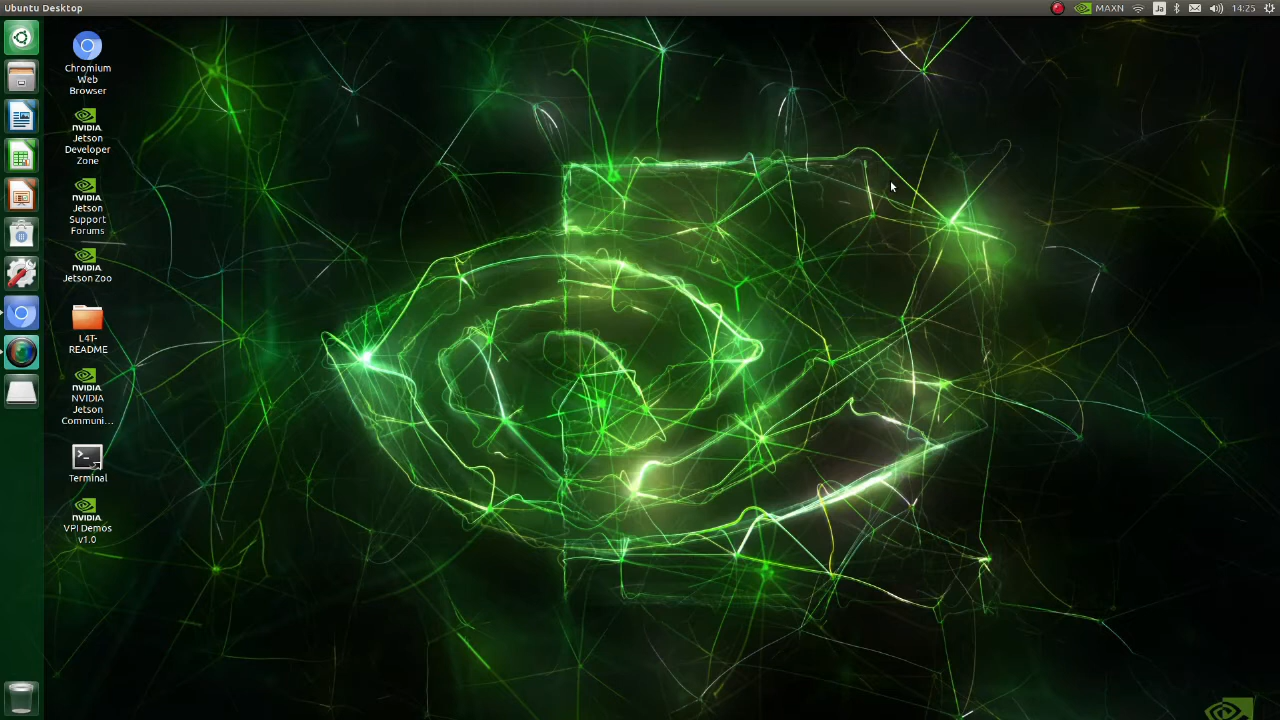 Ubuntu Desktop
MAXN
Ja
14:25
Chromium
Web
Browser
NVIDIA.
Jetson
Developer
Zone
NVIDIA.
Jetson
Support
Forums
NVIDIA.
Jetson Zoo
L4T-
README
NVIDIA.
NVIDIA
Jetson
Communi...
Terminal
NVIDIA.
VPI Demos
v1.0